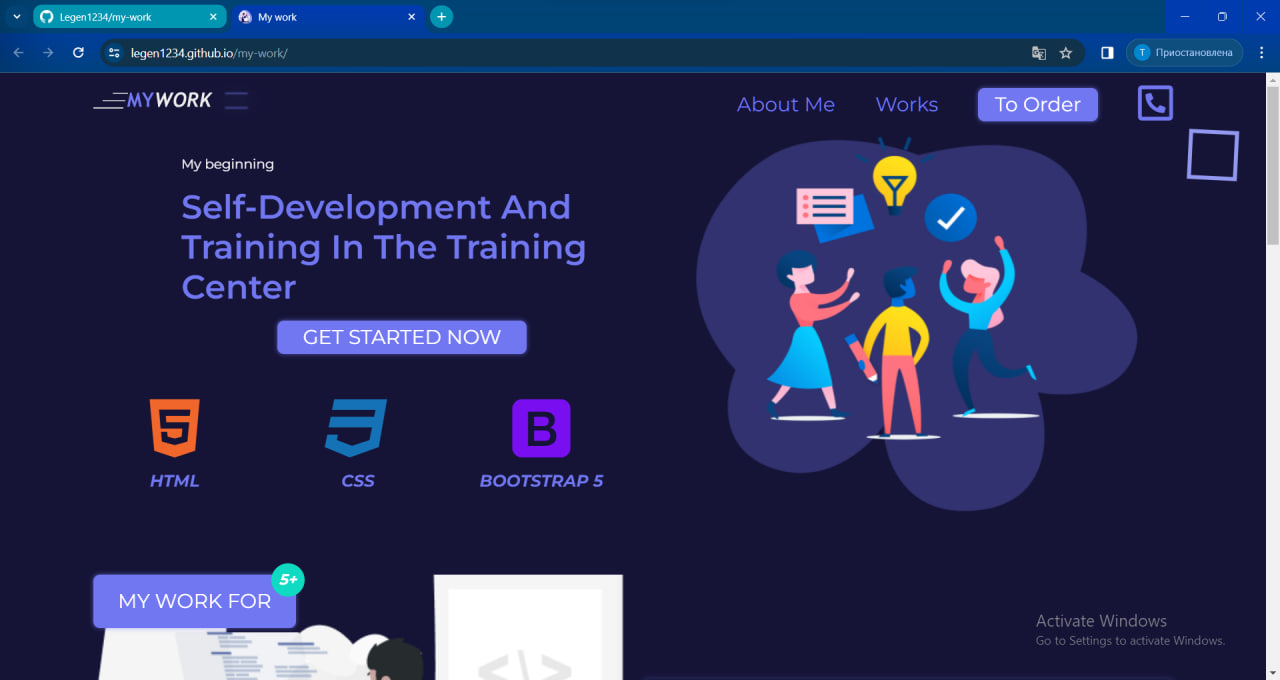 Legen1234/my-work
My work
legen1234.github.io/my-work/
T
Приостановлена
MYWORK
About Me
Works
To Order
My beginning
Self-Development And
Training In The Training
Center
GET STARTED NOW
B
HTML
CSS
BOOTSTRAP 5
5+
MY WORK FOR
</>
Activate Windows
Go to Settings to activate Windows.